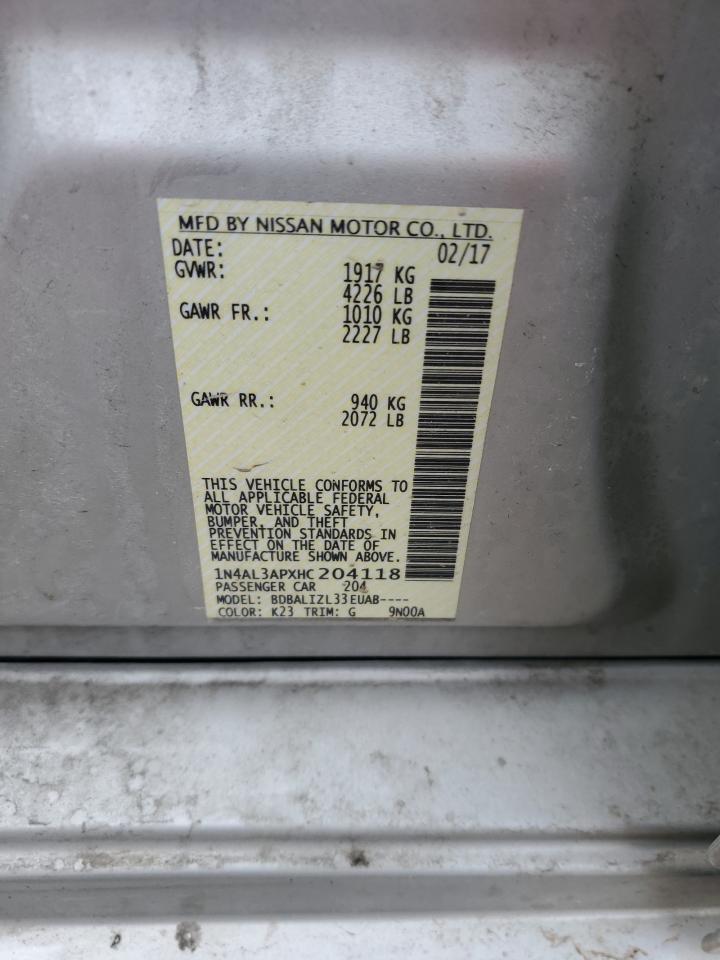 MFD BY NISSAN MOTOR CO., LTD.
DATE: 02/17
GVWR: 1917 KG
4226 LB
GAWR FR.: 1010 KG
2227 LB
GAWR RR.: 940 KG
2072 LB
THIS VEHICLE CONFORMS TO
ALL APPLICABLE FEDERAL
MOTOR VEHICLE SAFETY,
BUMPER, AND THEFT
PREVENTION STANDARDS IN
EFFECT ON THE DATE OF
MANUFACTURE SHOWN ABOVE.
1N4AL3APXHC204118
PASSENGER CAR 204
MODEL: BDBALIZL33EUAB----
COLOR: K23 TRIM: G 9N00A